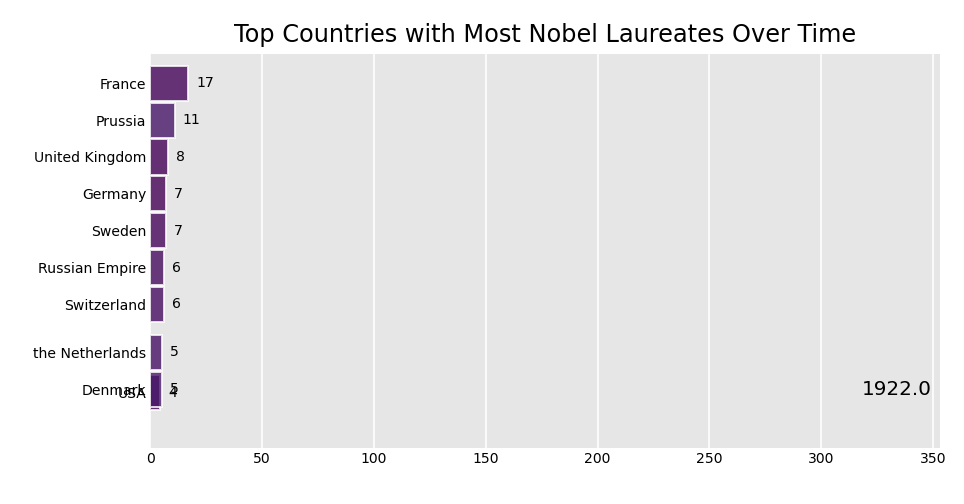 Top Countries with Most Nobel Laureates Over Time
France 17
Prussia 11
United Kingdom 8
Germany 7
Sweden 7
Russian Empire 6
Switzerland 6
the Netherlands 5
Denmark 5
USA 4
1922.0
0 50 100 150 200 250 300 350